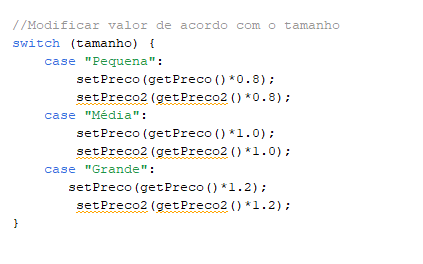 //Modificar valor de acordo com o tamanho
switch (tamanho) {
    case "Pequena":
        setPreco(getPreco()*0.8);
        setPreco2(getPreco2()*0.8);
    case "Média":
        setPreco(getPreco()*1.0);
        setPreco2(getPreco2()*1.0);
    case "Grande":
       setPreco(getPreco()*1.2);
        setPreco2(getPreco2()*1.2);
}